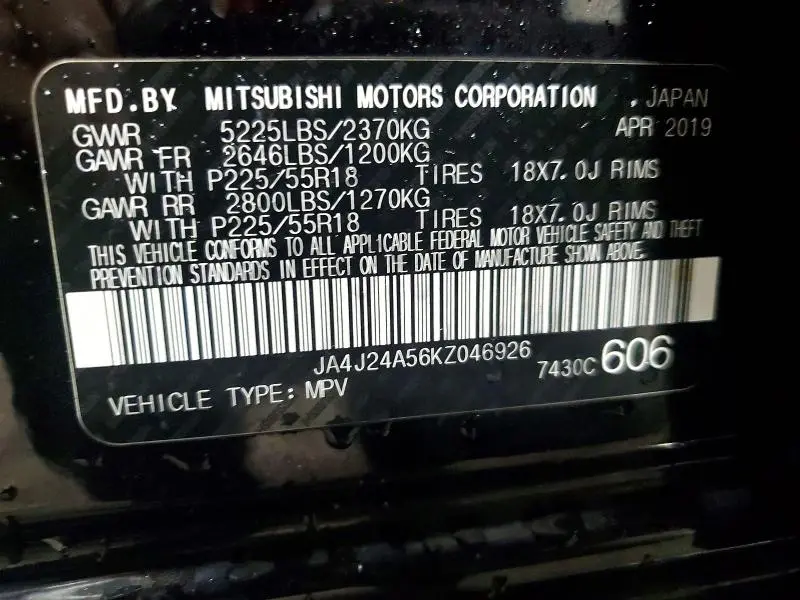 MFD.BY MITSUBISHI MOTORS CORPORATION , JAPAN
GVWR 5225LBS/2370KG APR 2019
GAWR FR 2646LBS/1200KG
WITH P225/55R18 TIRES 18X7.0J RIMS
GAWR RR 2800LBS/1270KG
WITH P225/55R18 TIRES 18X7.0J RIMS
THIS VEHICLE CONFORMS TO ALL APPLICABLE FEDERAL MOTOR VEHICLE SAFETY AND THEFT
PREVENTION STANDARDS IN EFFECT ON THE DATE OF MANUFACTURE SHOWN ABOVE.
JA4J24A56KZ046926 7430C 606
VEHICLE TYPE: MPV